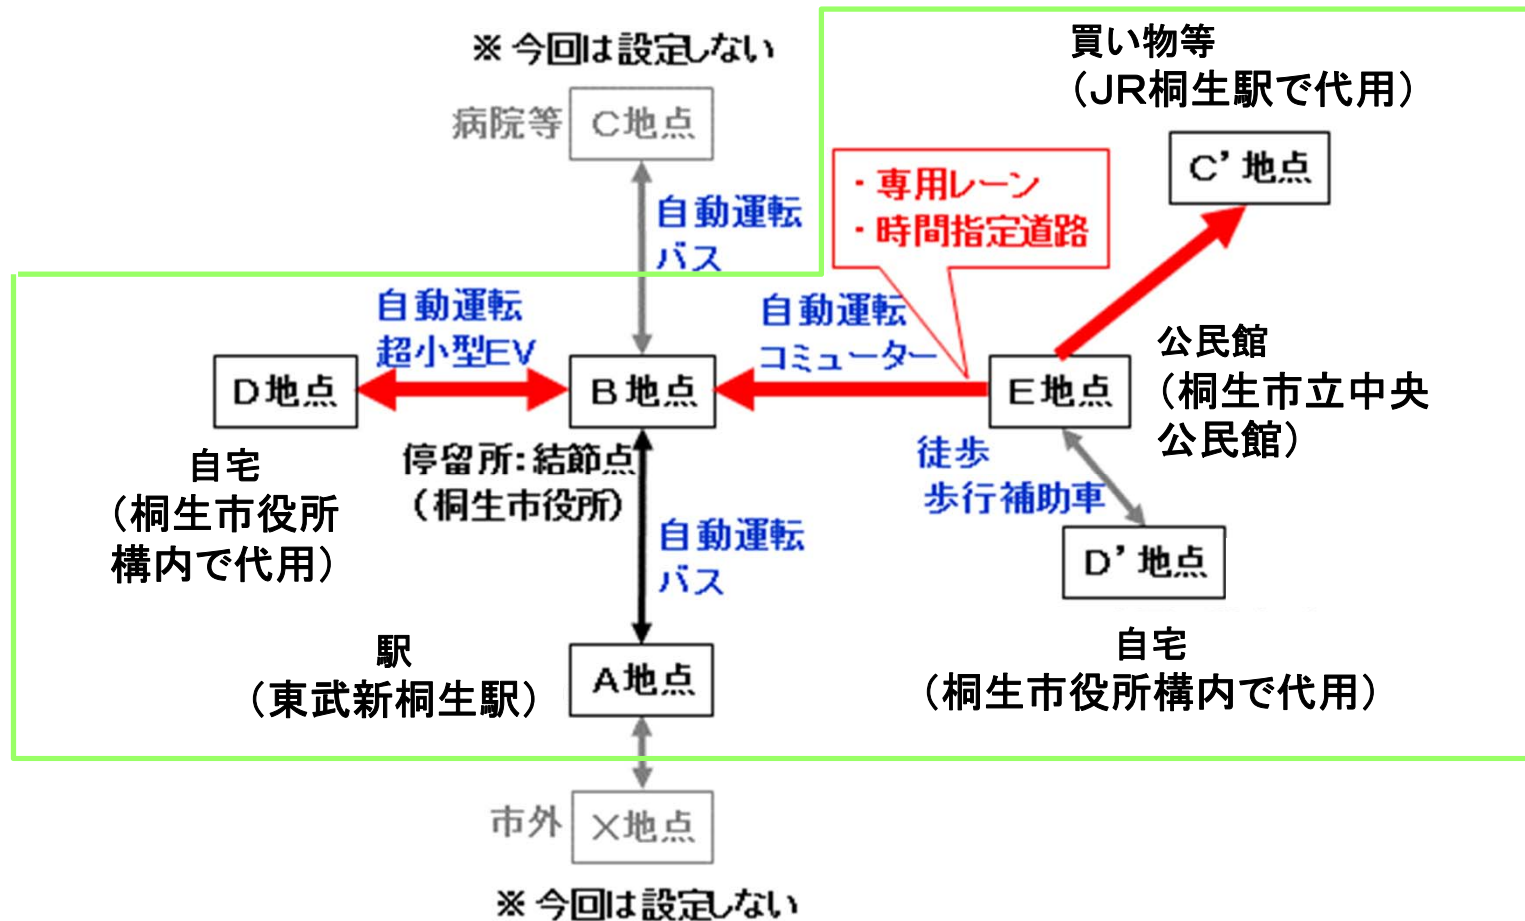 ※ 今回は設定しない
病院等
C地点
自動運転
バス
買い物等
（JR桐生駅で代用）
C’地点
・専用レーン
・時間指定道路
自動運転
超小型EV
自動運転
コミューター
D地点
B地点
E地点
公民館
（桐生市立中央
公民館）
自宅
（桐生市役所
構内で代用）
停留所：結節点
（桐生市役所）
徒歩
歩行補助車
自動運転
バス
D’地点
自宅
（桐生市役所構内で代用）
駅
（東武新桐生駅）
A地点
市外
X地点
※ 今回は設定しない